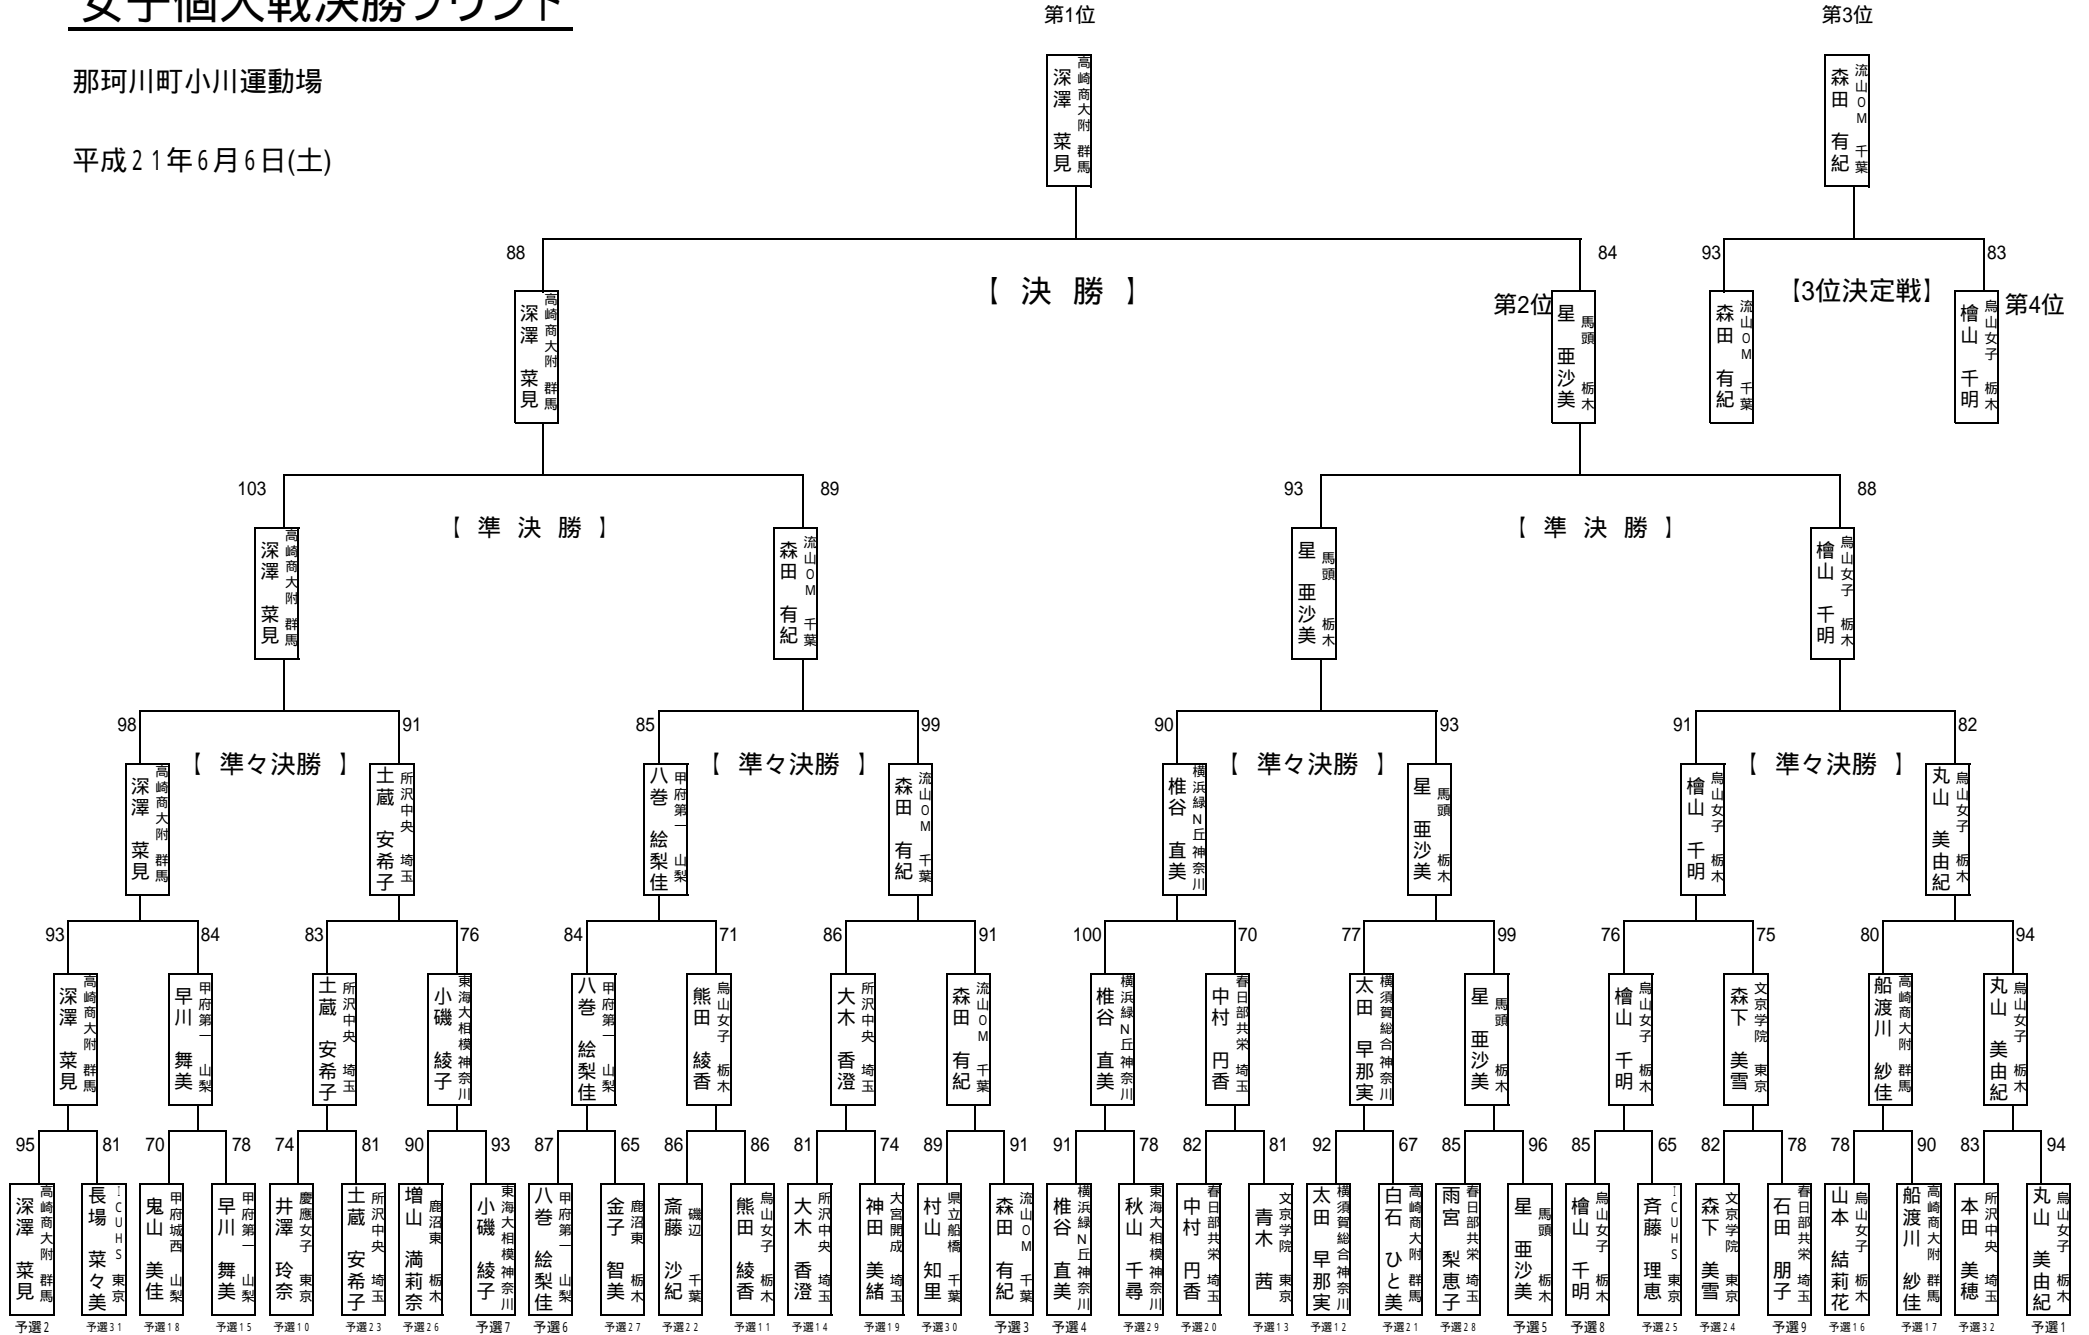 女子個人戦決勝ラウンド
第1位
第3位
那珂川町小川運動場
平成21年6月6日(土)
深澤 菜見 高崎商大附 群馬
森田 有紀 流山OM 千葉
88
84
93
83
【 決 勝 】
【3位決定戦】
深澤 菜見 高崎商大附 群馬
第2位
星 亜沙美 馬頭 栃木
森田 有紀 流山OM 千葉
檜山 千明 烏山女子 栃木
第4位
103
89
93
88
【 準 決 勝 】
【 準 決 勝 】
深澤 菜見 高崎商大附 群馬
森田 有紀 流山OM 千葉
星 亜沙美 馬頭 栃木
檜山 千明 烏山女子 栃木
98
91
85
99
90
93
91
82
【 準々決勝 】
【 準々決勝 】
【 準々決勝 】
【 準々決勝 】
深澤 菜見 高崎商大附 群馬
土蔵 安希子 所沢中央 埼玉
八巻 絵梨佳 甲府第一 山梨
森田 有紀 流山OM 千葉
椎谷 直美 横浜緑N丘 神奈川
星 亜沙美 馬頭 栃木
檜山 千明 烏山女子 栃木
丸山 美由紀 烏山女子 栃木
93
84
83
76
84
71
86
91
100
70
77
99
76
75
80
94
深澤 菜見 高崎商大附 群馬
早川 舞美 甲府第一 山梨
土蔵 安希子 所沢中央 埼玉
小磯 綾子 東海大相模 神奈川
八巻 絵梨佳 甲府第一 山梨
熊田 綾香 烏山女子 栃木
大木 香澄 所沢中央 埼玉
森田 有紀 流山OM 千葉
椎谷 直美 横浜緑N丘 神奈川
中村 円香 春日部共栄 埼玉
太田 早那実 横須賀総合 神奈川
星 亜沙美 馬頭 栃木
檜山 千明 烏山女子 栃木
森下 美雪 文京学院 東京
船渡川 紗佳 高崎商大附 群馬
丸山 美由紀 烏山女子 栃木
95
81
70
78
74
81
90
93
87
65
86
86
81
74
89
91
91
78
82
81
92
67
85
96
85
65
82
78
78
90
83
94
深澤 菜見 高崎商大附 群馬
長場 菜々美 ICUHS 東京
鬼山 美佳 甲府城西 山梨
早川 舞美 甲府第一 山梨
井澤 玲奈 慶應女子 東京
土蔵 安希子 所沢中央 埼玉
増山 満莉奈 鹿沼東 栃木
小磯 綾子 東海大相模 神奈川
八巻 絵梨佳 甲府第一 山梨
金子 智美 鹿沼東 栃木
斎藤 沙紀 磯辺 千葉
熊田 綾香 烏山女子 栃木
大木 香澄 所沢中央 埼玉
神田 美緒 大宮開成 埼玉
村山 知里 県立船橋 千葉
森田 有紀 流山OM 千葉
椎谷 直美 横浜緑N丘 神奈川
秋山 千尋 東海大相模 神奈川
中村 円香 春日部共栄 埼玉
青木 茜 文京学院 東京
太田 早那実 横須賀総合 神奈川
白石 ひと美 高崎商大附 群馬
雨宮 梨恵子 春日部共栄 埼玉
星 亜沙美 馬頭 栃木
檜山 千明 烏山女子 栃木
斉藤 理恵 ICUHS 東京
森下 美雪 文京学院 東京
石田 朋子 春日部共栄 埼玉
山本 結莉花 烏山女子 栃木
船渡川 紗佳 高崎商大附 群馬
本田 美穂 所沢中央 埼玉
丸山 美由紀 烏山女子 栃木
予選2
予選31
予選18
予選15
予選10
予選23
予選26
予選7
予選6
予選27
予選22
予選11
予選14
予選19
予選30
予選3
予選4
予選29
予選20
予選13
予選12
予選21
予選28
予選5
予選8
予選25
予選24
予選9
予選16
予選17
予選32
予選1